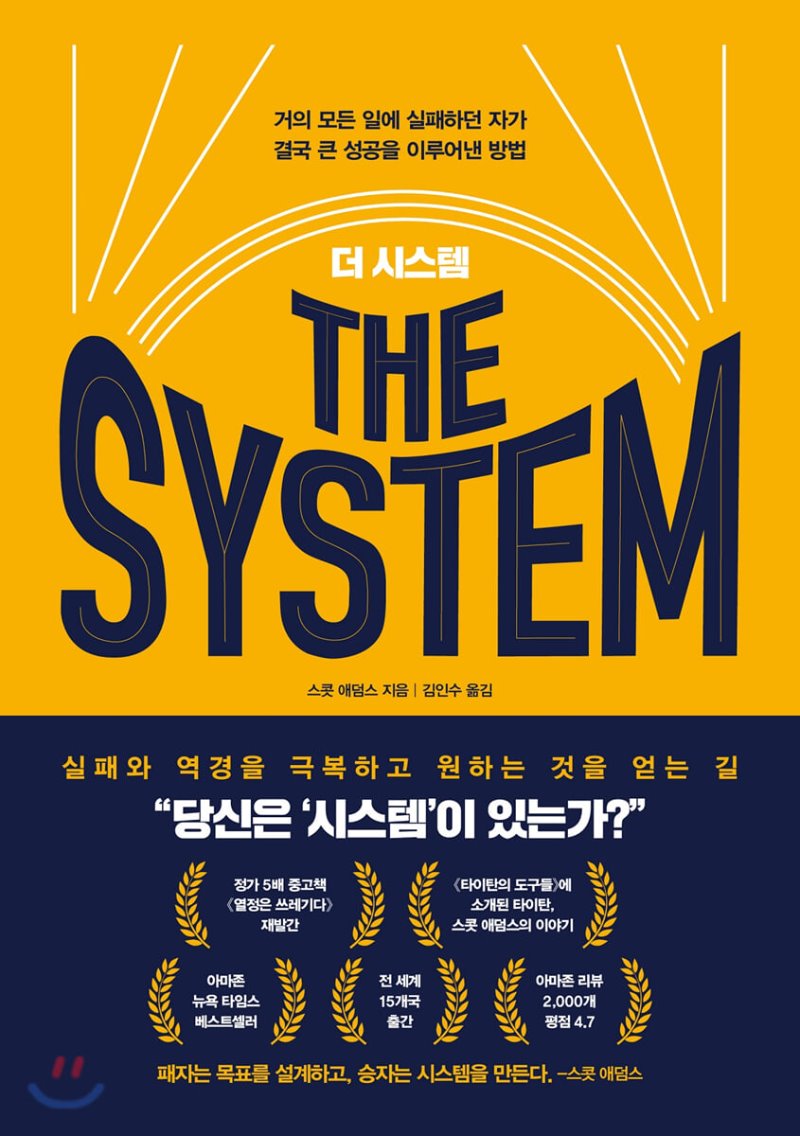 거의 모든 일에 실패하던 자가
결국 큰 성공을 이루어낸 방법
더 시스템
THE
SYSTEM
스콧 애덤스 지음 | 김인수 옮김
실패와 역경을 극복하고 원하는 것을 얻는 길
“당신은 ‘시스템’이 있는가?”
정가 5배 중고책
《열정은 쓰레기다》
재발간
《타이탄의 도구들》에
소개된 타이탄,
스콧 애덤스의 이야기
아마존
뉴욕 타임스
베스트셀러
전 세계
15개국
출간
아마존 리뷰
2,000개
평점 4.7
패자는 목표를 설계하고, 승자는 시스템을 만든다. –스콧 애덤스